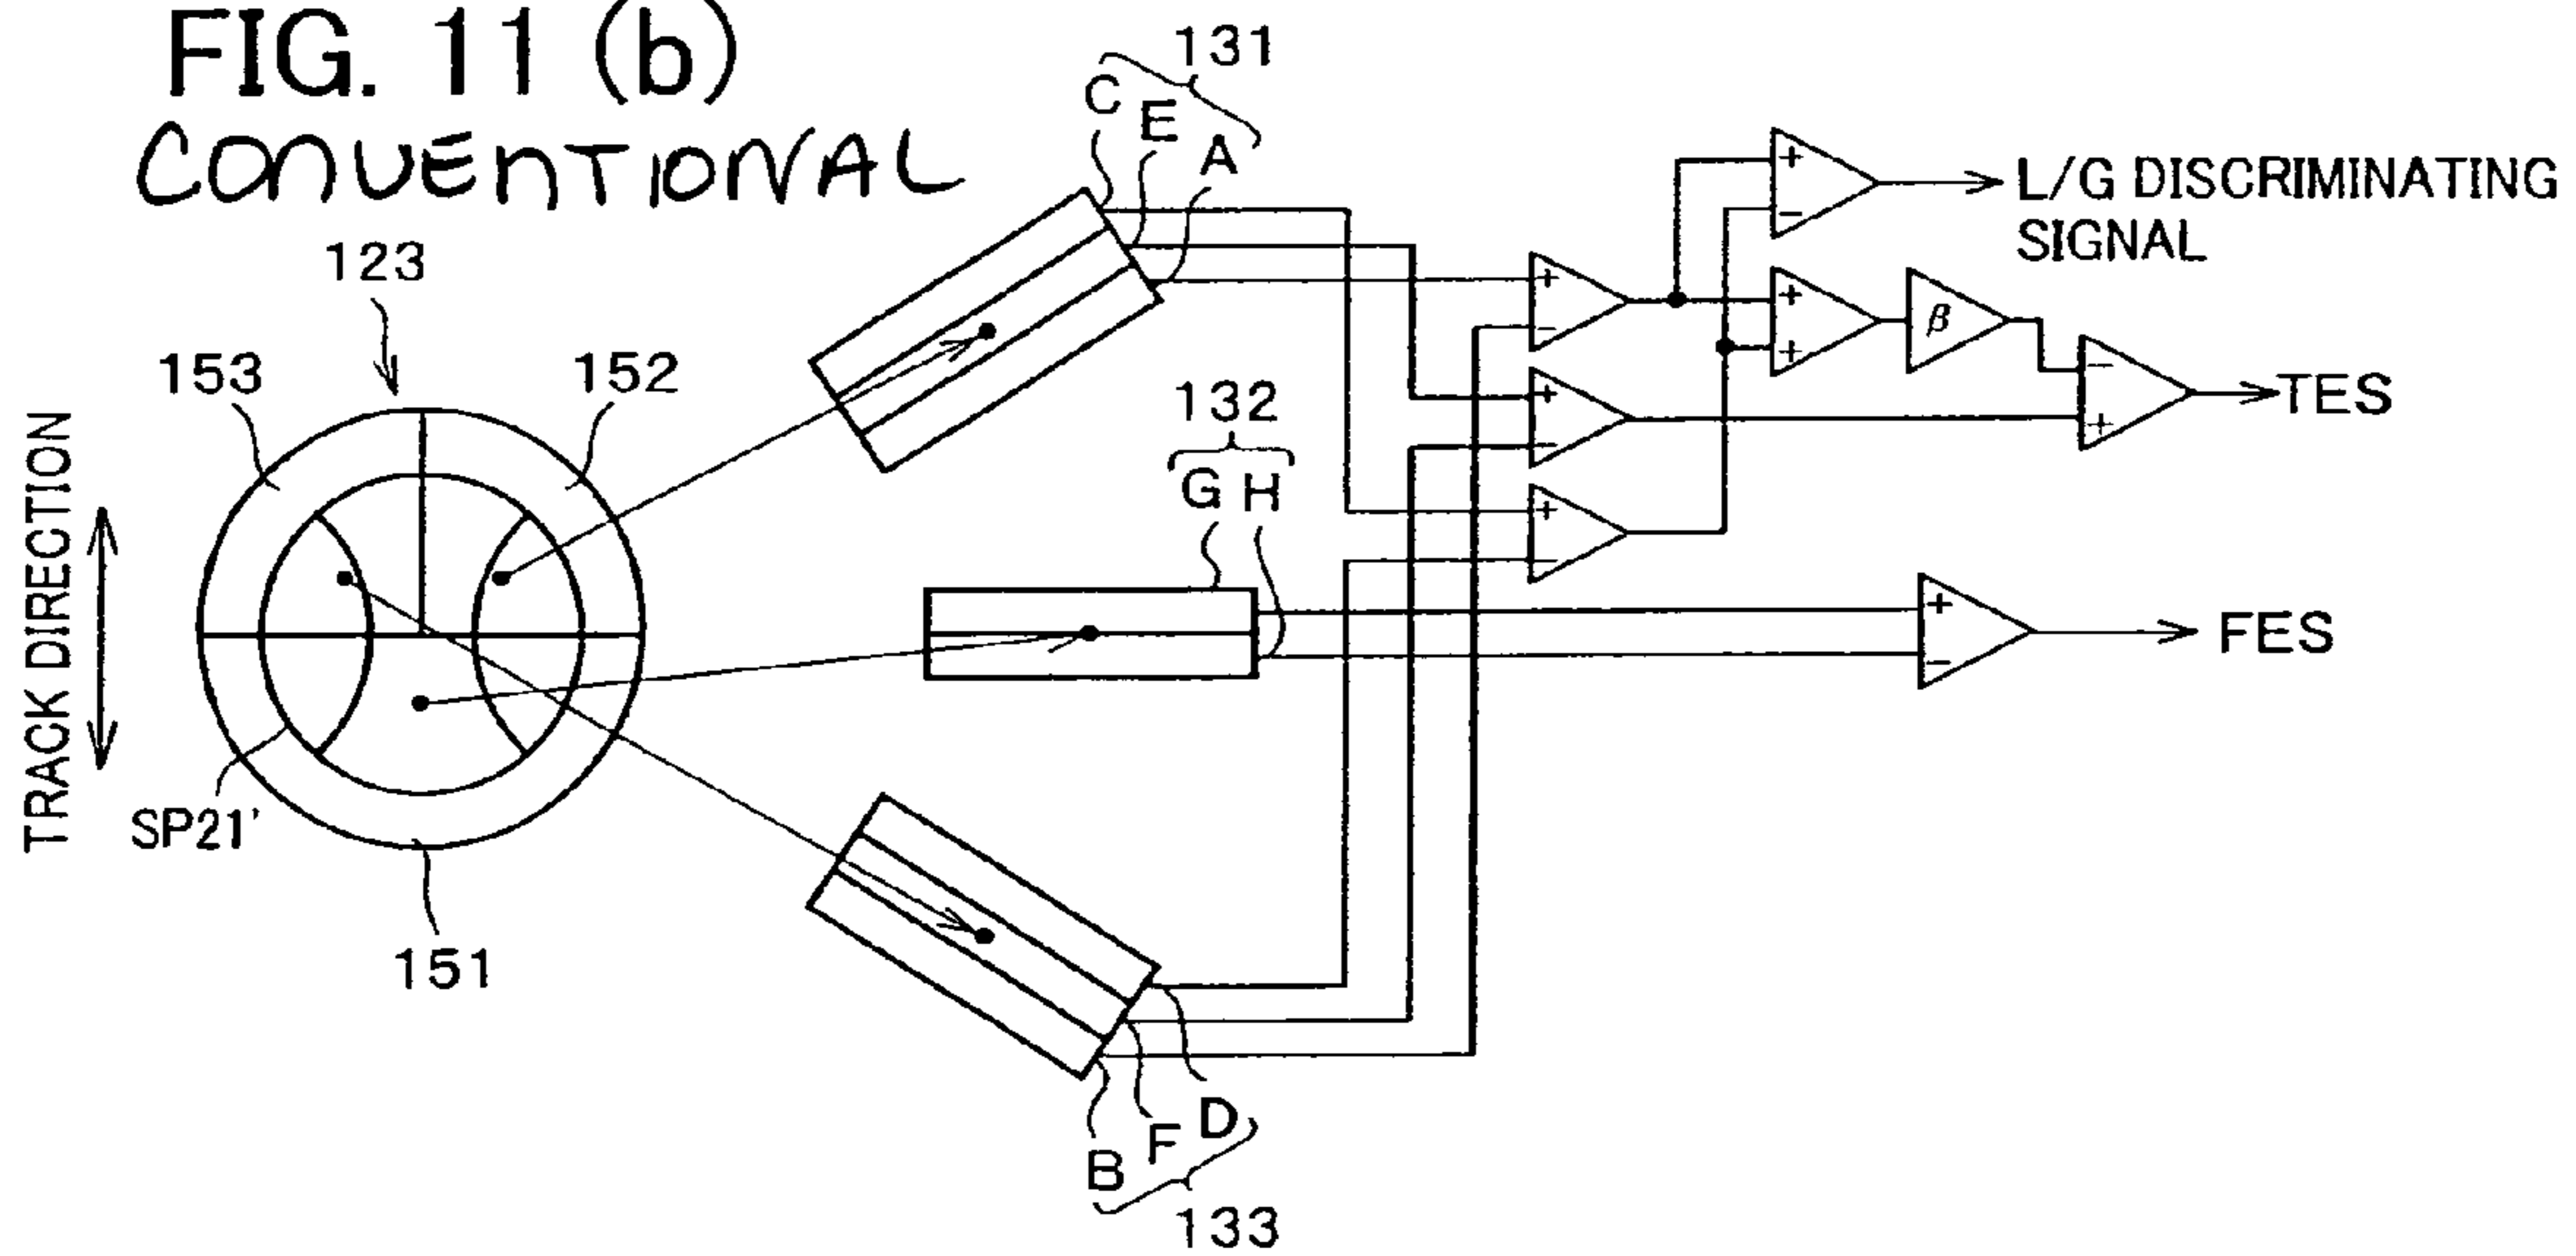 FIG. 11 (b)
CONVENTIONAL
131
C E A
L/G DISCRIMINATING
SIGNAL
123
153
152
β
TES
132
G H
TRACK DIRECTION
FES
SP21'
151
B F D
133
+
−
+
−
+
−
+
−
+
+
−
+
+
−